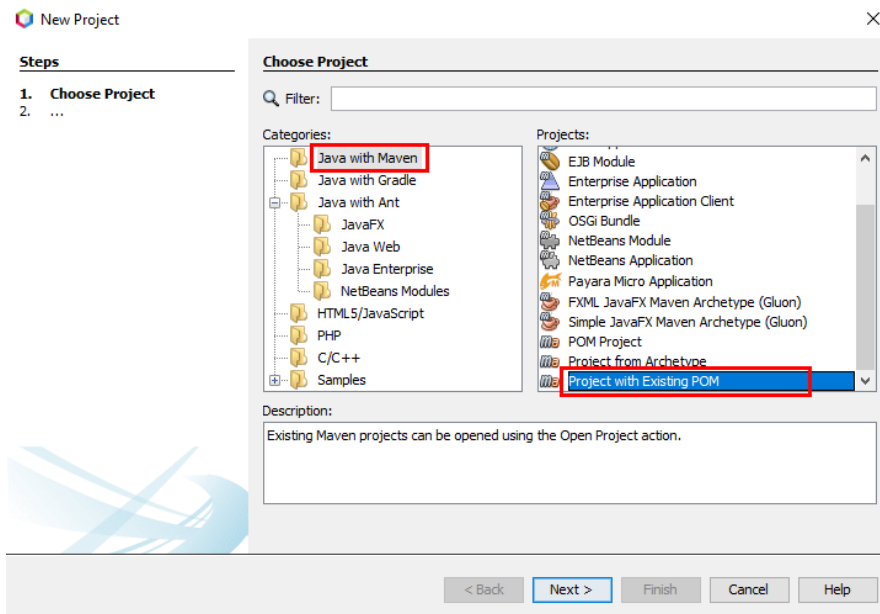 New Project
Steps
1. Choose Project
2. ...
Choose Project
Filter:
Categories:
Java with Maven
Java with Gradle
Java with Ant
JavaFX
Java Web
Java Enterprise
NetBeans Modules
HTML5/JavaScript
PHP
C/C++
Samples
Projects:
EJB Module
Enterprise Application
Enterprise Application Client
OSGi Bundle
NetBeans Module
NetBeans Application
Payara Micro Application
FXML JavaFX Maven Archetype (Gluon)
Simple JavaFX Maven Archetype (Gluon)
POM Project
Project from Archetype
Project with Existing POM
Description:
Existing Maven projects can be opened using the Open Project action.
< Back
Next >
Finish
Cancel
Help